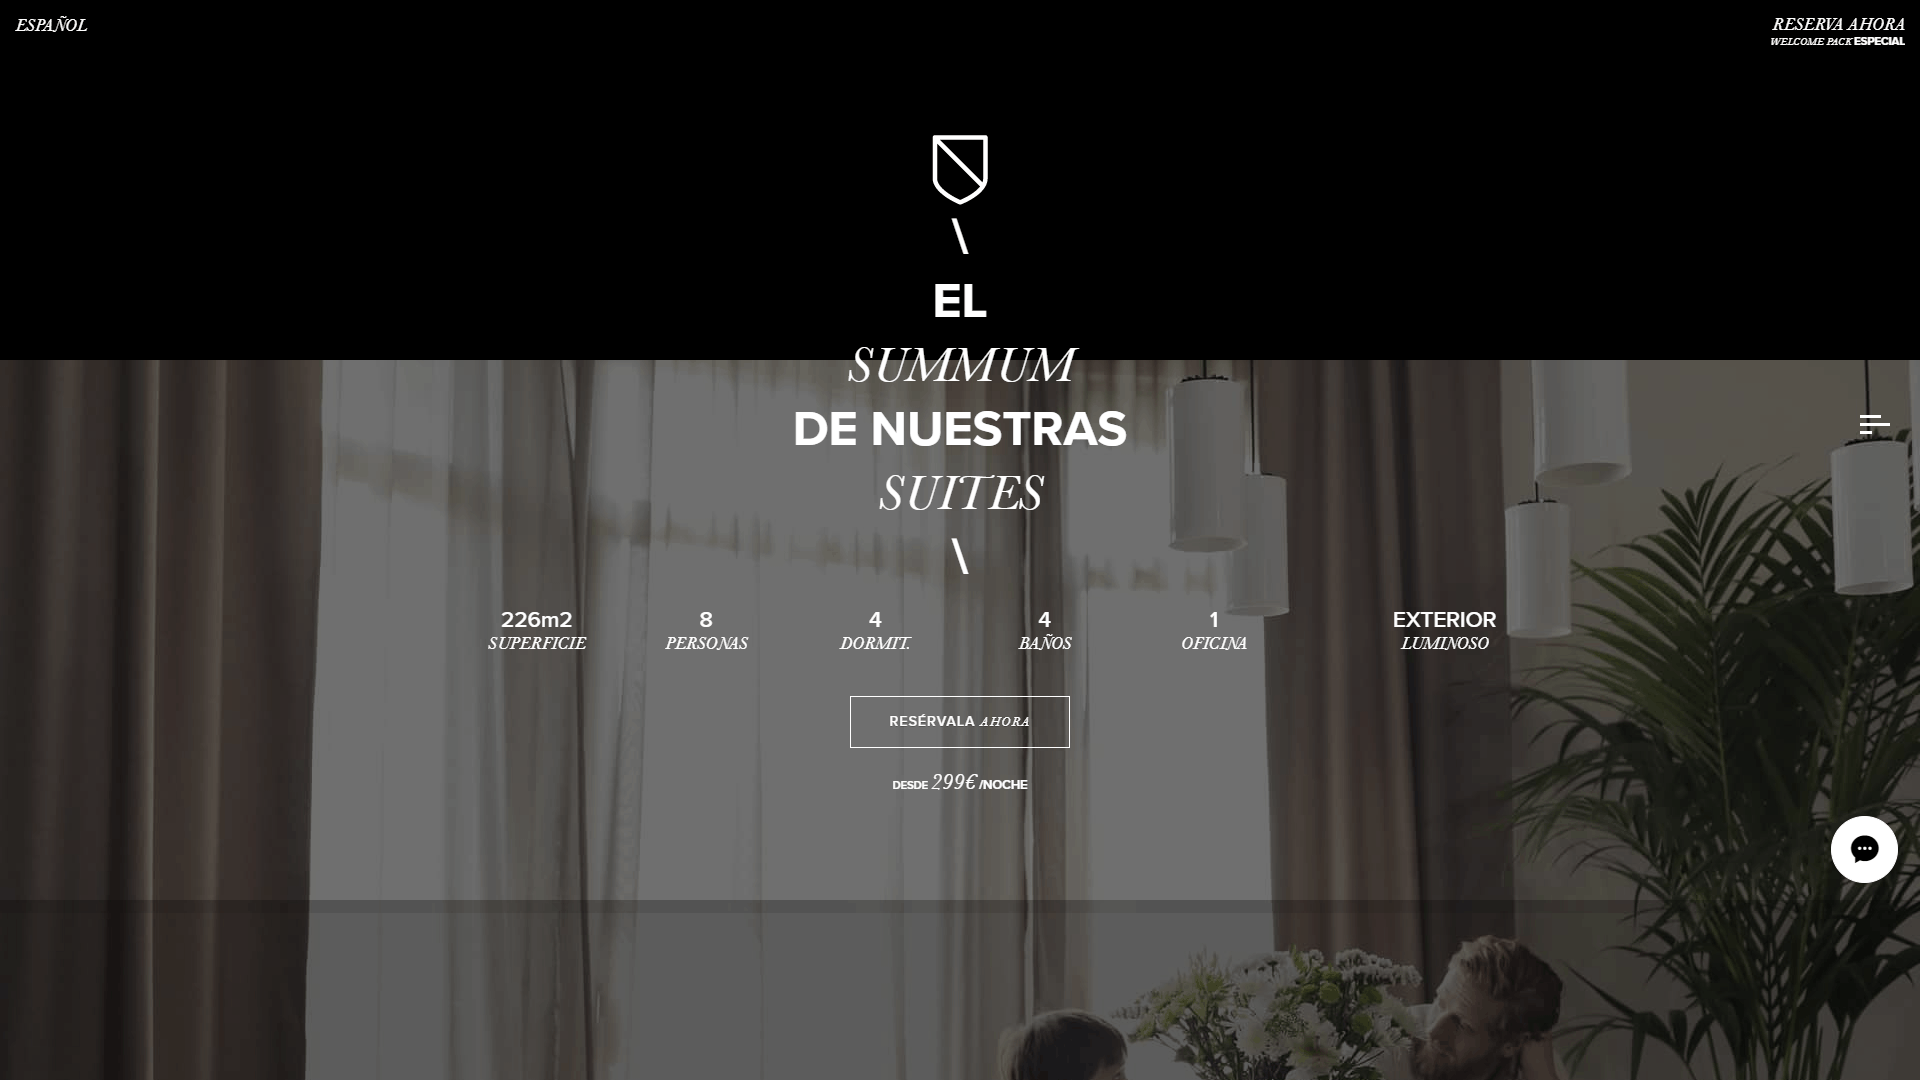 ESPAÑOL
RESERVA AHORA
WELCOME PACK ESPECIAL
\
EL
SUMMUM
DE NUESTRAS
SUITES
\
226m2
SUPERFICIE
8
PERSONAS
4
DORMIT.
4
BAÑOS
1
OFICINA
EXTERIOR
LUMINOSO
RESÉRVALA AHORA
DESDE 299€ /NOCHE